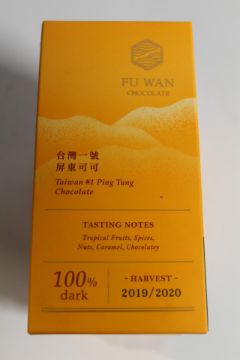 FU WAN
CHOCOLATE
台灣一號
屏東可可
Taiwan #1 Ping Tung
Chocolate
TASTING NOTES
Tropical Fruits, Spices,
Nuts, Caramel, Chocolatey
100%
dark
- HARVEST -
2019/2020